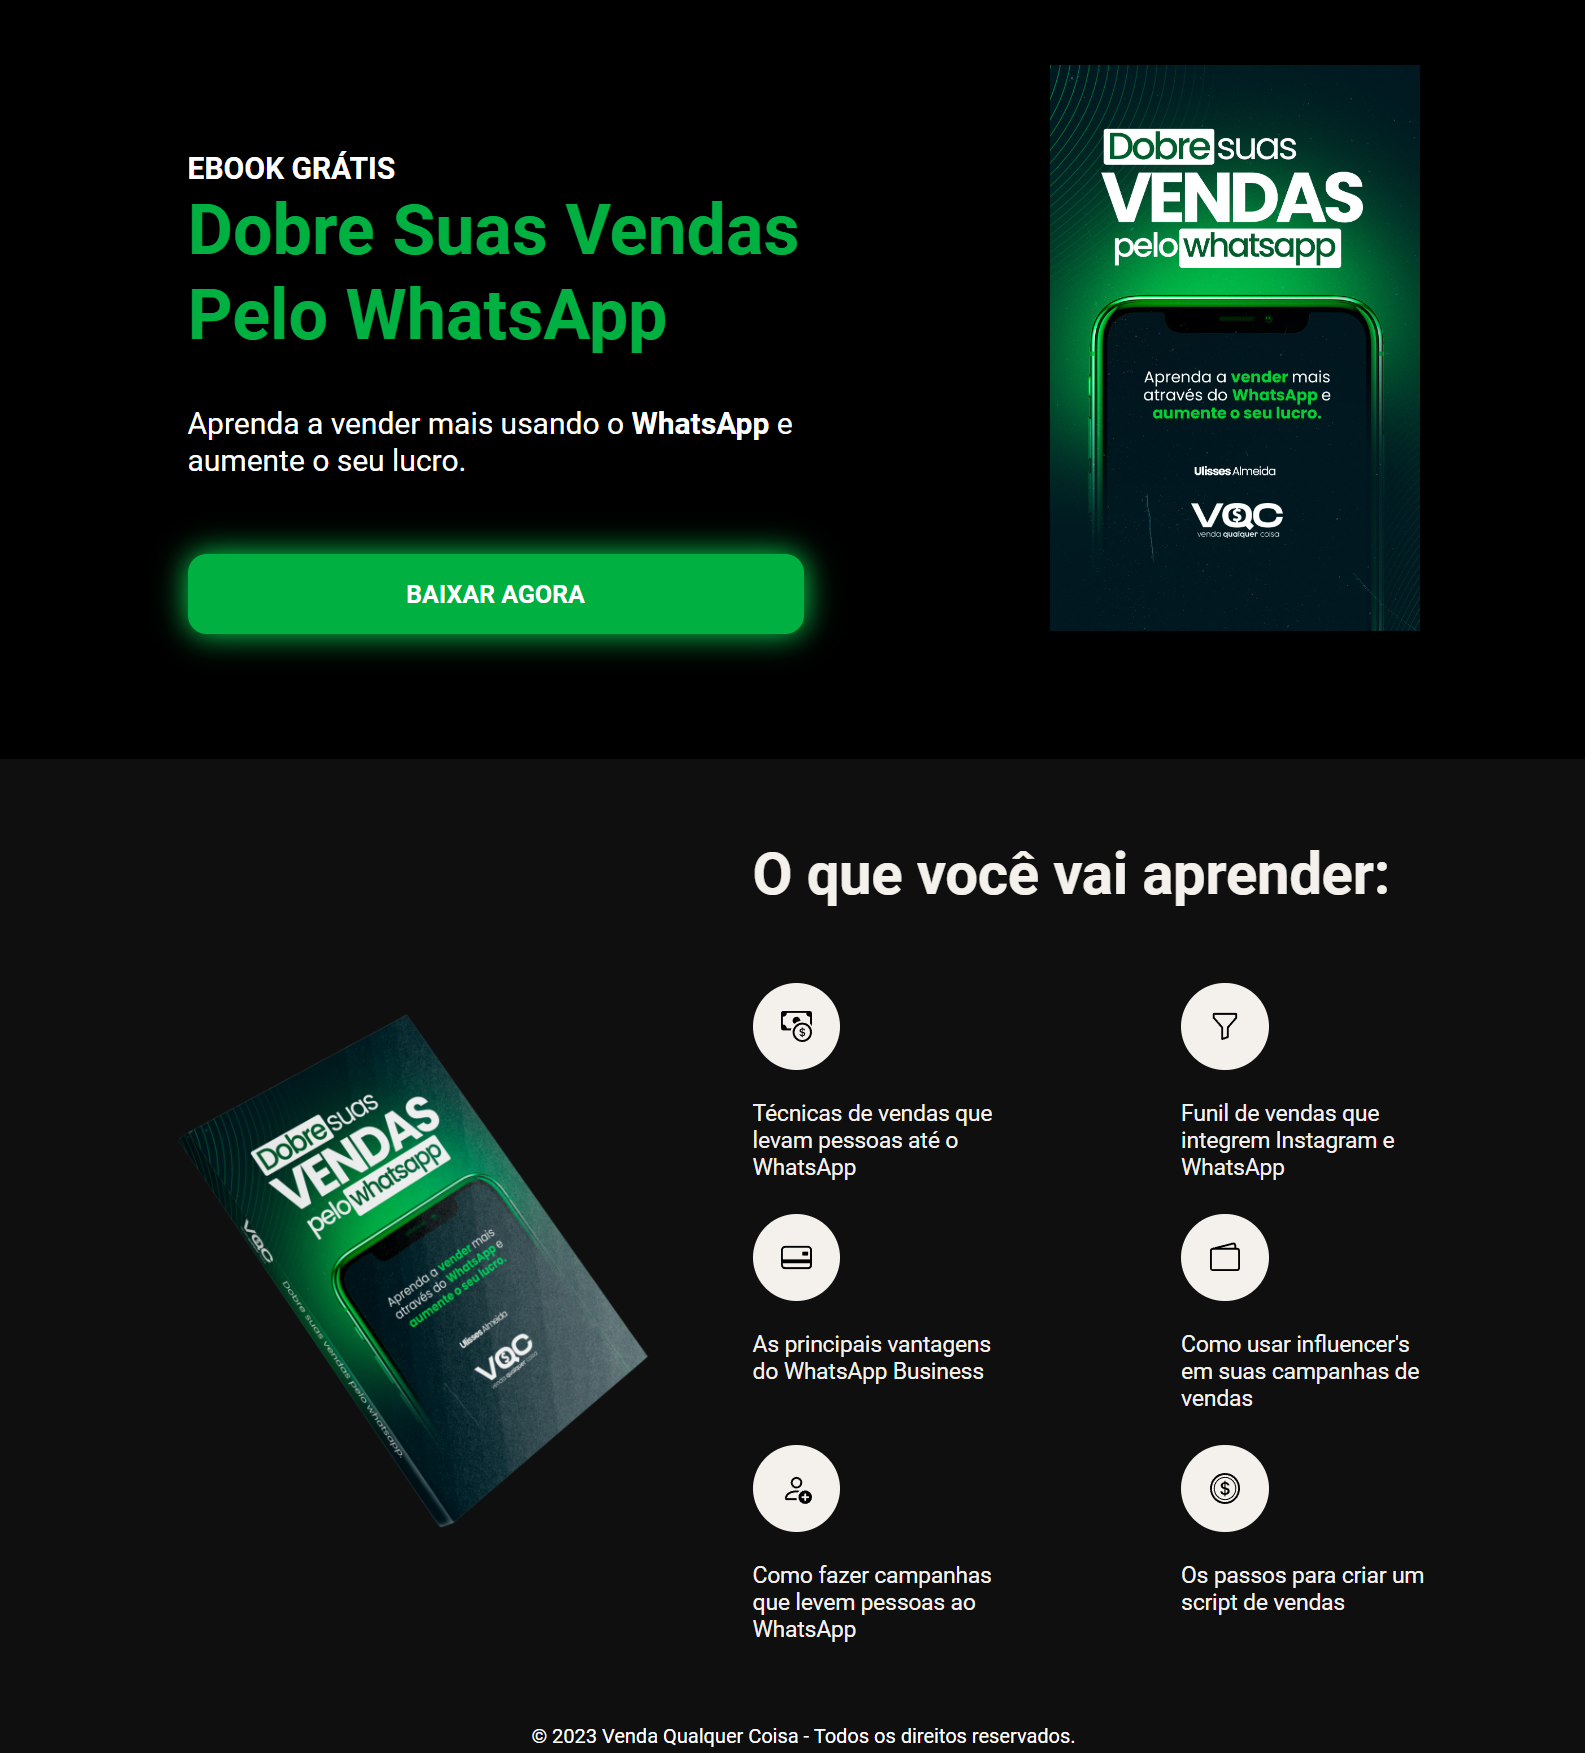 EBOOK GRÁTIS
Dobre Suas Vendas
Pelo WhatsApp
Aprenda a vender mais usando o WhatsApp e
aumente o seu lucro.
BAIXAR AGORA
Dobre suas
VENDAS
pelo whatsapp
Aprenda a vender mais
através do WhatsApp e
aumente o seu lucro.
Ulisses Almeida
VQC
venda qualquer coisa
O que você vai aprender:
Dobre suas
VENDAS
pelo whatsapp
Aprenda a vender mais
através do WhatsApp e
aumente o seu lucro.
Ulisses Almeida
VQC
venda qualquer coisa
VQC
Dobre suas vendas pelo whatsapp.
Técnicas de vendas que
levam pessoas até o
WhatsApp
Funil de vendas que
integrem Instagram e
WhatsApp
As principais vantagens
do WhatsApp Business
Como usar influencer's
em suas campanhas de
vendas
Como fazer campanhas
que levem pessoas ao
WhatsApp
Os passos para criar um
script de vendas
© 2023 Venda Qualquer Coisa - Todos os direitos reservados.